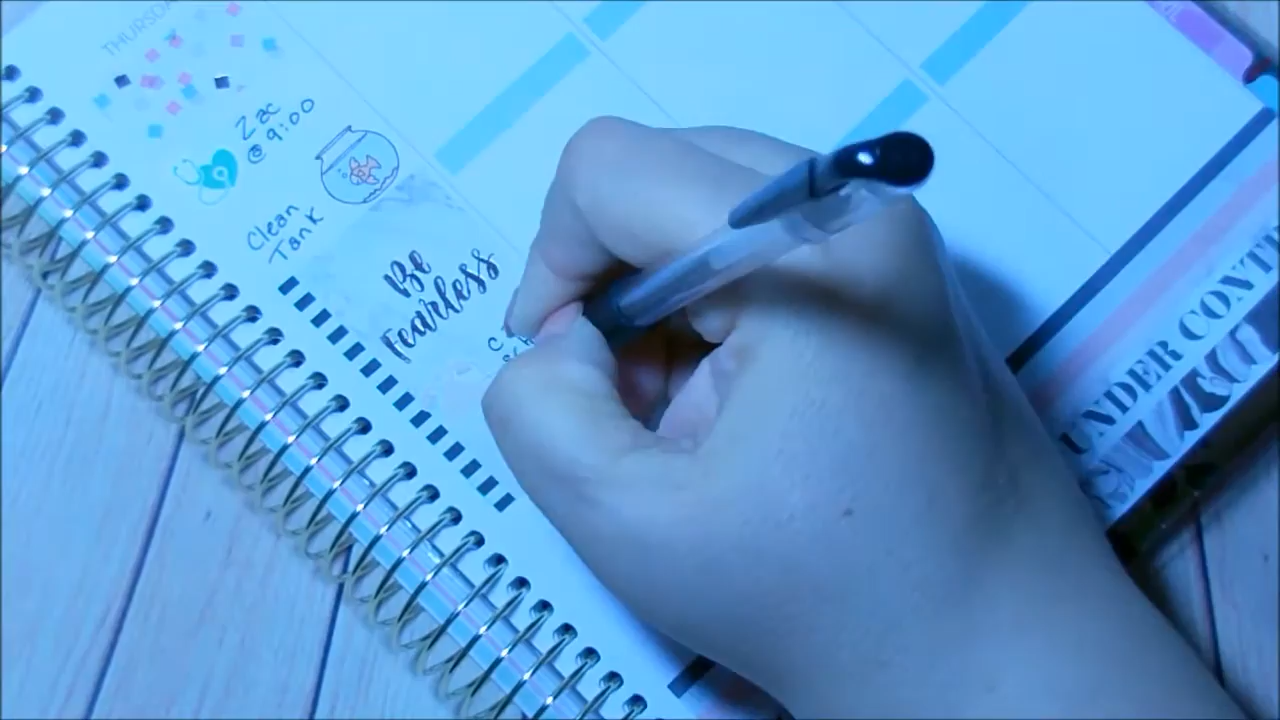 THURSDAY
Zac
@ 9:00
Clean
Tank
Be
Fearless
UNDER CONT